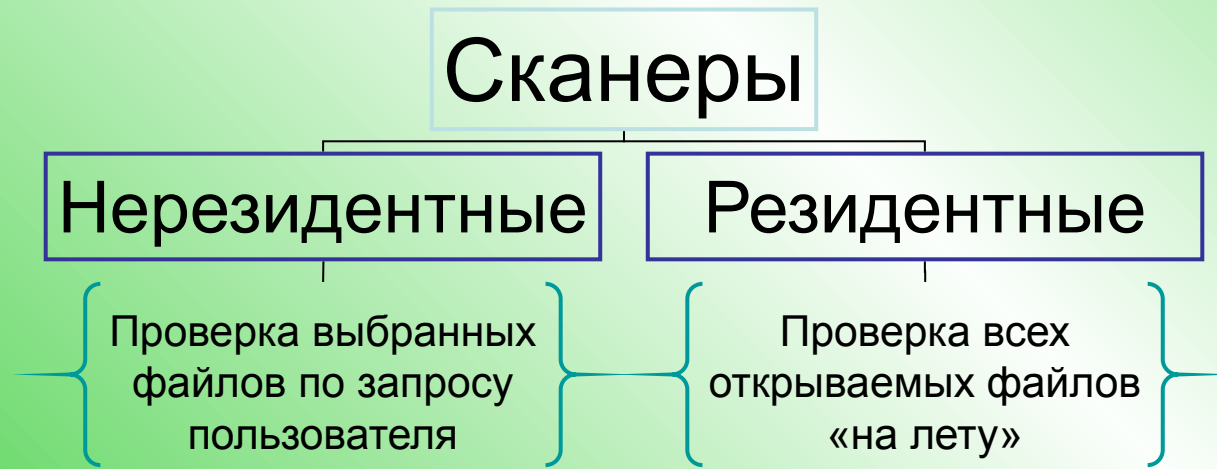 Сканеры
Нерезидентные
Резидентные
Проверка выбранных
файлов по запросу
пользователя
Проверка всех
открываемых файлов
«на лету»